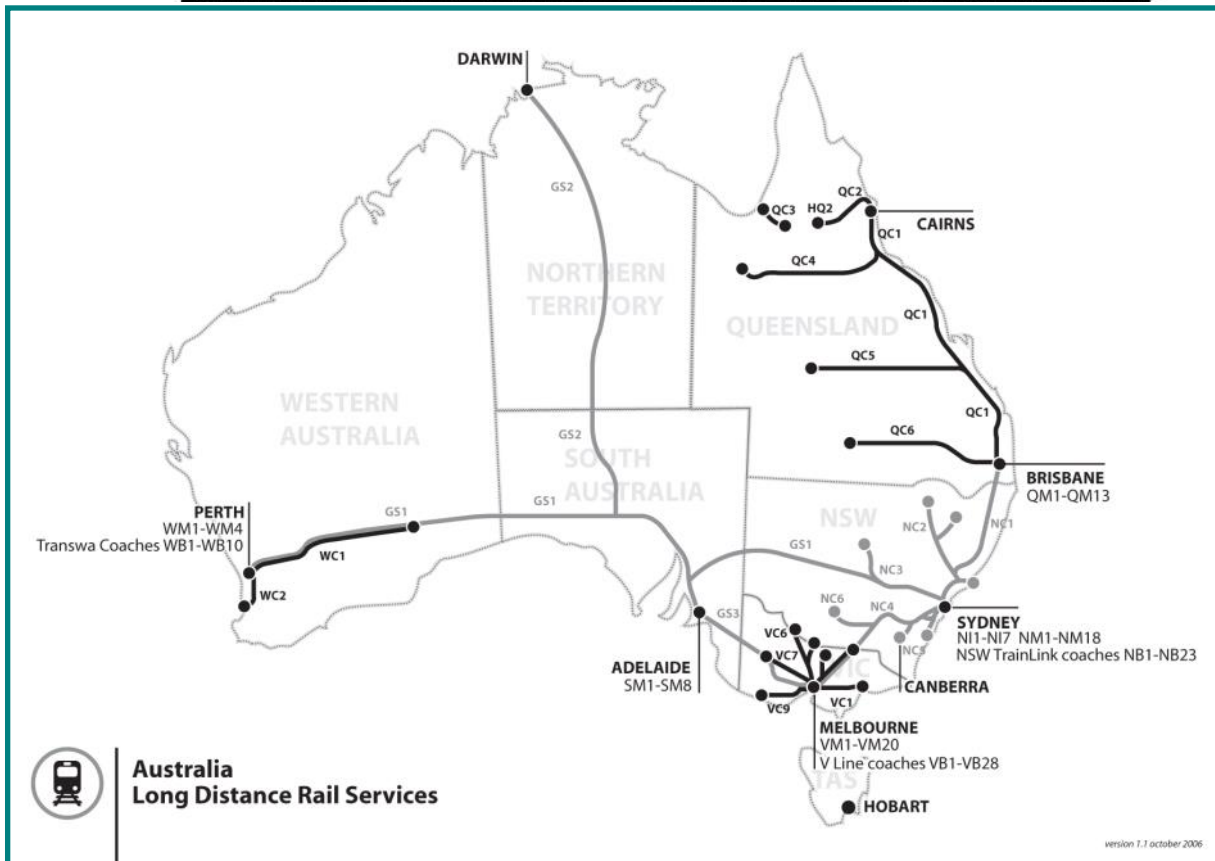 DARWIN
GS2
QC3
HQ2
QC2
CAIRNS
QC1
QC4
NORTHERN
TERRITORY
QC1
QUEENSLAND
QC5
WESTERN
AUSTRALIA
QC1
GS2
QC6
SOUTH
AUSTRALIA
BRISBANE
QM1-QM13
GS1
NSW
NC2
NC1
PERTH
WM1-WM4
Transwa Coaches WB1-WB10
GS1
WC1
GS1
NC3
WC2
NC6
NC4
GS3
SYDNEY
NI1-NI7 NM1-NM18
NSW TrainLink coaches NB1-NB23
VC6
VC7
NC5
VIC
ADELAIDE
SM1-SM8
CANBERRA
VC9
VC1
MELBOURNE
VM1-VM20
V Line coaches VB1-VB28
TAS
HOBART
Australia
Long Distance Rail Services
version 1.1 october 2006